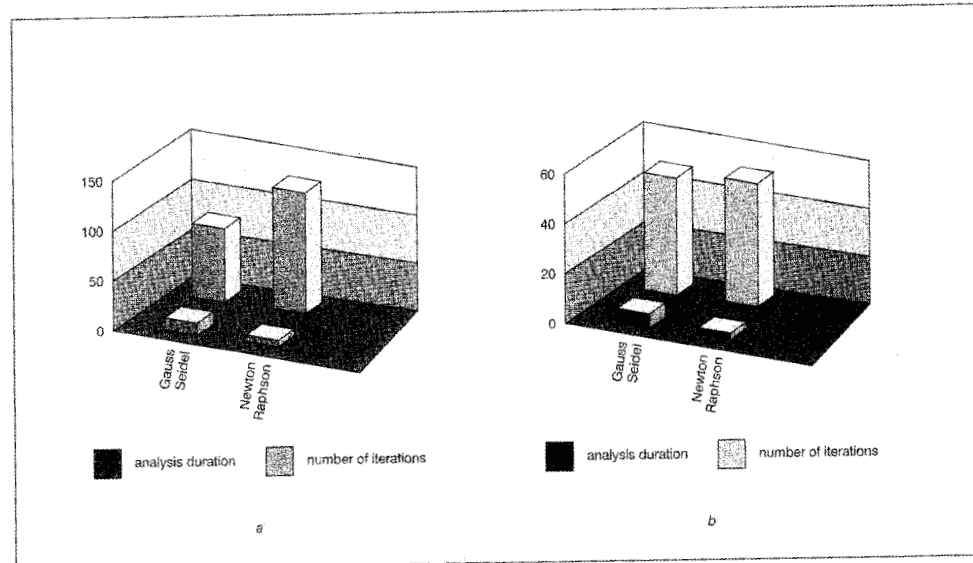 150
100
50
0
Gauss
Seidel
Newton
Raphson
analysis duration
number of iterations
a
60
40
20
0
Gauss
Seidel
Newton
Raphson
analysis duration
number of iterations
b